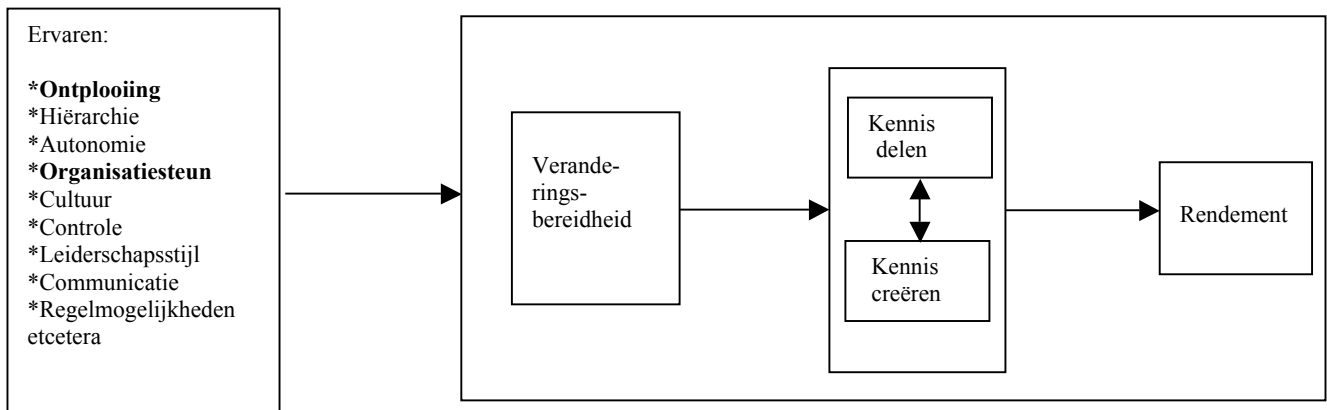 Ervaren:
*Ontplooiing
*Hiërarchie
*Autonomie
*Organisatiesteun
*Cultuur
*Controle
*Leiderschapsstijl
*Communicatie
*Regelmogelijkheden
etcetera
Verande-
rings-
bereidheid
Kennis
delen
Kennis
creëren
Rendement